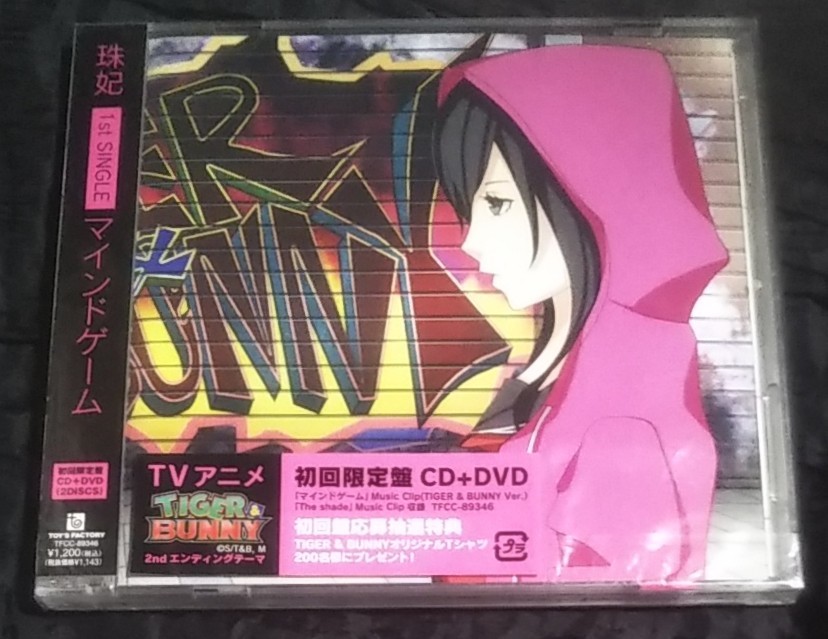 珠妃
1st SINGLE
マインドゲーム
初回限定盤
CD+DVD
(2DISCS)
TOY'S FACTORY
TFCC-89346
¥1,200(税込)
(税抜価格¥1,143)
ER
&
BUNNY
TVアニメ
TIGER &
BUNNY
©S/T&B, M
2nd エンディングテーマ
初回限定盤 CD+DVD
「マインドゲーム」Music Clip(TIGER & BUNNY Ver.)
「The shade」Music Clip 収録 TFCC-89346
初回盤応募抽選特典
TIGER & BUNNYオリジナルTシャツ
200名様にプレゼント!
プラ